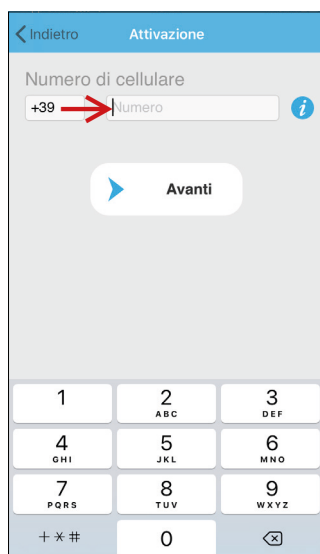 Indietro Attivazione
Numero di cellulare
+39 Numero
i
Avanti
1 2 3
ABC DEF
4 5 6
GHI JKL MNO
7 8 9
PQRS TUV WXYZ
+*# 0